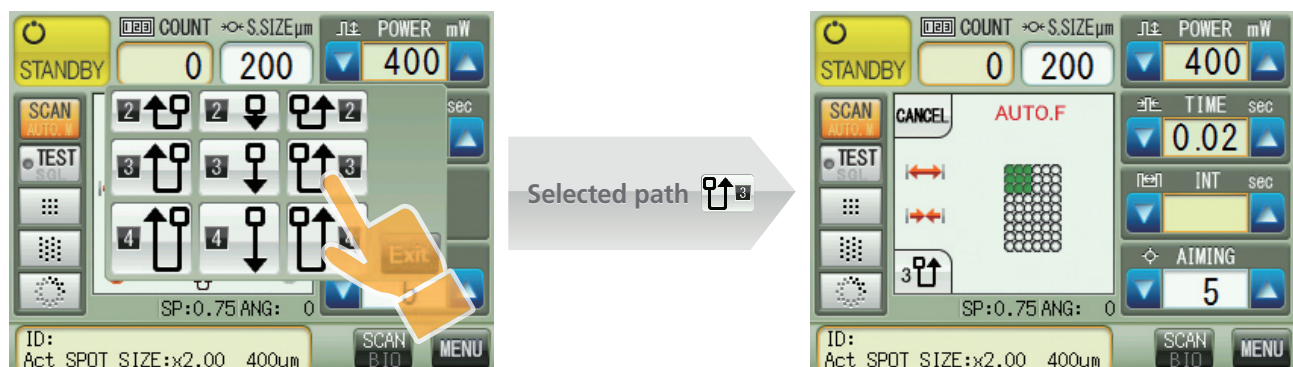 STANDBY
123 COUNT S.SIZEµm
0 200
POWER mW
400
SCAN
AUTO. M
TEST
SGL
2 2 2
3 3 3
4 4 4
Exit
sec
5
SP:0.75 ANG: 0
ID:
Act SPOT SIZE:x2.00 400um
SCAN
BIO
MENU
Selected path 3
STANDBY
123 COUNT S.SIZEµm
0 200
POWER mW
400
SCAN
AUTO. M
TEST
SGL
CANCEL AUTO.F
3
TIME sec
0.02
INT sec
AIMING
5
SP:0.75 ANG: 0
ID:
Act SPOT SIZE:x2.00 400um
SCAN
BIO
MENU